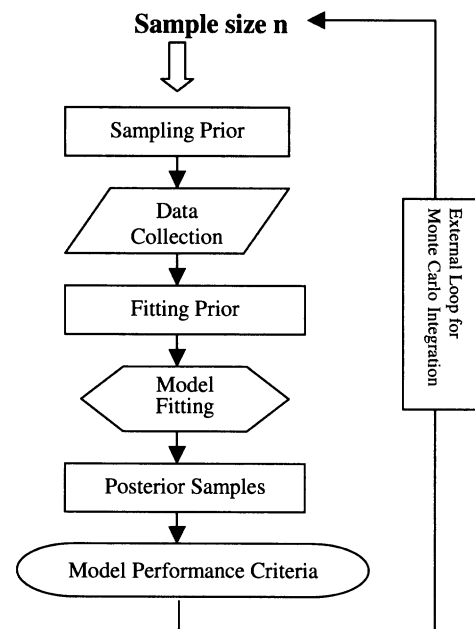 Sample size n
Sampling Prior
Data
Collection
Fitting Prior
Model
Fitting
Posterior Samples
Model Performance Criteria
External Loop for
Monte Carlo Integration